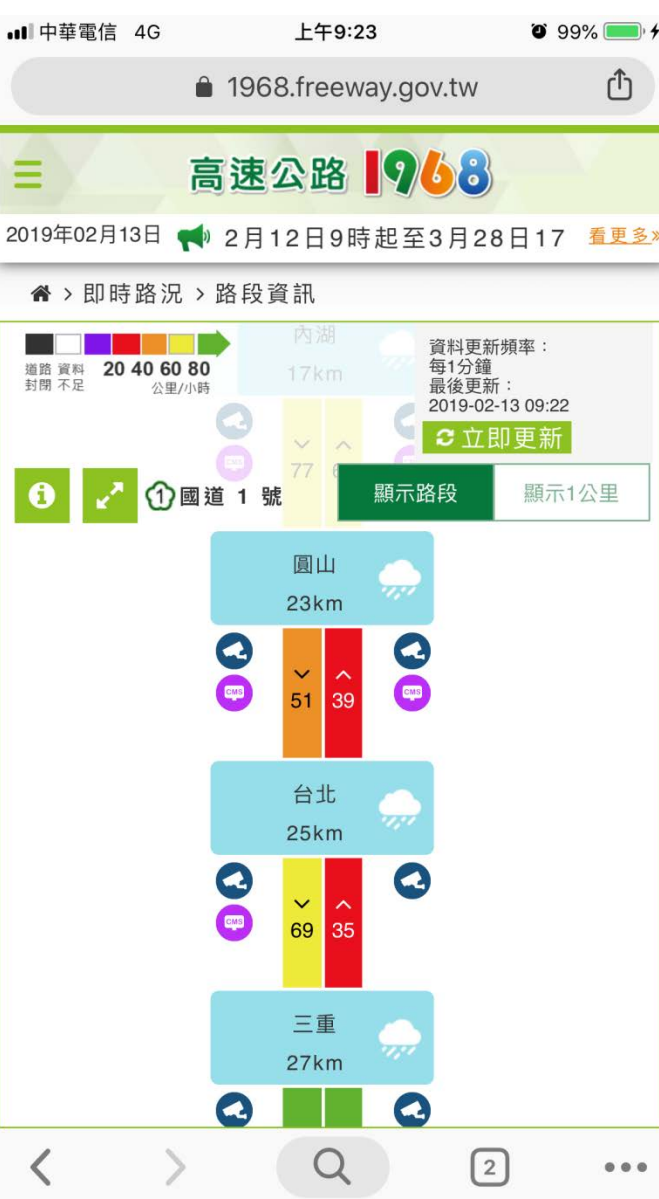 中華電信 4G 上午9:23 99%
1968.freeway.gov.tw
高速公路 1968
2019年02月13日 2月12日9時起至3月28日17 看更多»
> 即時路況 > 路段資訊
道路封閉 資料不足 20 40 60 80
公里/小時
內湖
17km
資料更新頻率：
每1分鐘
最後更新：
2019-02-13 09:22
立即更新
CMS 77
1 國道 1 號
顯示路段 顯示1公里
圓山
23km
CMS 51 39 CMS
台北
25km
CMS 69 35
三重
27km
2